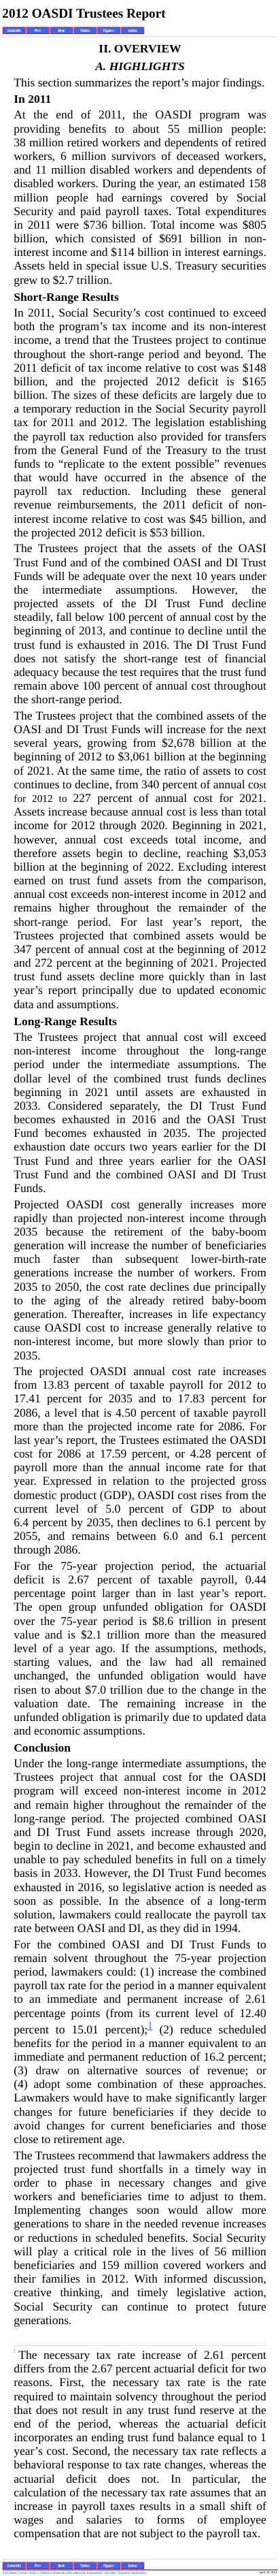 2012 OASDI Trustees Report
II. OVERVIEW
A. HIGHLIGHTS
This section summarizes the report’s major findings.
In 2011
At the end of 2011, the OASDI program was
providing benefits to about 55 million people:
38 million retired workers and dependents of retired
workers, 6 million survivors of deceased workers,
and 11 million disabled workers and dependents of
disabled workers. During the year, an estimated 158
million people had earnings covered by Social
Security and paid payroll taxes. Total expenditures
in 2011 were $736 billion. Total income was $805
billion, which consisted of $691 billion in non-
interest income and $114 billion in interest earnings.
Assets held in special issue U.S. Treasury securities
grew to $2.7 trillion.
Short-Range Results
In 2011, Social Security’s cost continued to exceed
both the program’s tax income and its non-interest
income, a trend that the Trustees project to continue
throughout the short-range period and beyond. The
2011 deficit of tax income relative to cost was $148
billion, and the projected 2012 deficit is $165
billion. The sizes of these deficits are largely due to
a temporary reduction in the Social Security payroll
tax for 2011 and 2012. The legislation establishing
the payroll tax reduction also provided for transfers
from the General Fund of the Treasury to the trust
funds to “replicate to the extent possible” revenues
that would have occurred in the absence of the
payroll tax reduction. Including these general
revenue reimbursements, the 2011 deficit of non-
interest income relative to cost was $45 billion, and
the projected 2012 deficit is $53 billion.
The Trustees project that the assets of the OASI
Trust Fund and of the combined OASI and DI Trust
Funds will be adequate over the next 10 years under
the intermediate assumptions. However, the
projected assets of the DI Trust Fund decline
steadily, fall below 100 percent of annual cost by the
beginning of 2013, and continue to decline until the
trust fund is exhausted in 2016. The DI Trust Fund
does not satisfy the short-range test of financial
adequacy because the test requires that the trust fund
remain above 100 percent of annual cost throughout
the short-range period.
The Trustees project that the combined assets of the
OASI and DI Trust Funds will increase for the next
several years, growing from $2,678 billion at the
beginning of 2012 to $3,061 billion at the beginning
of 2021. At the same time, the ratio of assets to cost
continues to decline, from 340 percent of annual cost
for 2012 to 227 percent of annual cost for 2021.
Assets increase because annual cost is less than total
income for 2012 through 2020. Beginning in 2021,
however, annual cost exceeds total income, and
therefore assets begin to decline, reaching $3,053
billion at the beginning of 2022. Excluding interest
earned on trust fund assets from the comparison,
annual cost exceeds non-interest income in 2012 and
remains higher throughout the remainder of the
short-range period. For last year’s report, the
Trustees projected that combined assets would be
347 percent of annual cost at the beginning of 2012
and 272 percent at the beginning of 2021. Projected
trust fund assets decline more quickly than in last
year’s report principally due to updated economic
data and assumptions.
Long-Range Results
The Trustees project that annual cost will exceed
non-interest income throughout the long-range
period under the intermediate assumptions. The
dollar level of the combined trust funds declines
beginning in 2021 until assets are exhausted in
2033. Considered separately, the DI Trust Fund
becomes exhausted in 2016 and the OASI Trust
Fund becomes exhausted in 2035. The projected
exhaustion date occurs two years earlier for the DI
Trust Fund and three years earlier for the OASI
Trust Fund and the combined OASI and DI Trust
Funds.
Projected OASDI cost generally increases more
rapidly than projected non-interest income through
2035 because the retirement of the baby-boom
generation will increase the number of beneficiaries
much faster than subsequent lower-birth-rate
generations increase the number of workers. From
2035 to 2050, the cost rate declines due principally
to the aging of the already retired baby-boom
generation. Thereafter, increases in life expectancy
cause OASDI cost to increase generally relative to
non-interest income, but more slowly than prior to
2035.
The projected OASDI annual cost rate increases
from 13.83 percent of taxable payroll for 2012 to
17.41 percent for 2035 and to 17.83 percent for
2086, a level that is 4.50 percent of taxable payroll
more than the projected income rate for 2086. For
last year’s report, the Trustees estimated the OASDI
cost for 2086 at 17.59 percent, or 4.28 percent of
payroll more than the annual income rate for that
year. Expressed in relation to the projected gross
domestic product (GDP), OASDI cost rises from the
current level of 5.0 percent of GDP to about
6.4 percent by 2035, then declines to 6.1 percent by
2055, and remains between 6.0 and 6.1 percent
through 2086.
For the 75-year projection period, the actuarial
deficit is 2.67 percent of taxable payroll, 0.44
percentage point larger than in last year’s report.
The open group unfunded obligation for OASDI
over the 75-year period is $8.6 trillion in present
value and is $2.1 trillion more than the measured
level of a year ago. If the assumptions, methods,
starting values, and the law had all remained
unchanged, the unfunded obligation would have
risen to about $7.0 trillion due to the change in the
valuation date. The remaining increase in the
unfunded obligation is primarily due to updated data
and economic assumptions.
Conclusion
Under the long-range intermediate assumptions, the
Trustees project that annual cost for the OASDI
program will exceed non-interest income in 2012
and remain higher throughout the remainder of the
long-range period. The projected combined OASI
and DI Trust Fund assets increase through 2020,
begin to decline in 2021, and become exhausted and
unable to pay scheduled benefits in full on a timely
basis in 2033. However, the DI Trust Fund becomes
exhausted in 2016, so legislative action is needed as
soon as possible. In the absence of a long-term
solution, lawmakers could reallocate the payroll tax
rate between OASI and DI, as they did in 1994.
For the combined OASI and DI Trust Funds to
remain solvent throughout the 75-year projection
period, lawmakers could: (1) increase the combined
payroll tax rate for the period in a manner equivalent
to an immediate and permanent increase of 2.61
percentage points (from its current level of 12.40
percent to 15.01 percent);1 (2) reduce scheduled
benefits for the period in a manner equivalent to an
immediate and permanent reduction of 16.2 percent;
(3) draw on alternative sources of revenue; or
(4) adopt some combination of these approaches.
Lawmakers would have to make significantly larger
changes for future beneficiaries if they decide to
avoid changes for current beneficiaries and those
close to retirement age.
The Trustees recommend that lawmakers address the
projected trust fund shortfalls in a timely way in
order to phase in necessary changes and give
workers and beneficiaries time to adjust to them.
Implementing changes soon would allow more
generations to share in the needed revenue increases
or reductions in scheduled benefits. Social Security
will play a critical role in the lives of 56 million
beneficiaries and 159 million covered workers and
their families in 2012. With informed discussion,
creative thinking, and timely legislative action,
Social Security can continue to protect future
generations.
1 The necessary tax rate increase of 2.61 percent
differs from the 2.67 percent actuarial deficit for two
reasons. First, the necessary tax rate is the rate
required to maintain solvency throughout the period
that does not result in any trust fund reserve at the
end of the period, whereas the actuarial deficit
incorporates an ending trust fund balance equal to 1
year’s cost. Second, the necessary tax rate reflects a
behavioral response to tax rate changes, whereas the
actuarial deficit does not. In particular, the
calculation of the necessary tax rate assumes that an
increase in payroll taxes results in a small shift of
wages and salaries to forms of employee
compensation that are not subject to the payroll tax.